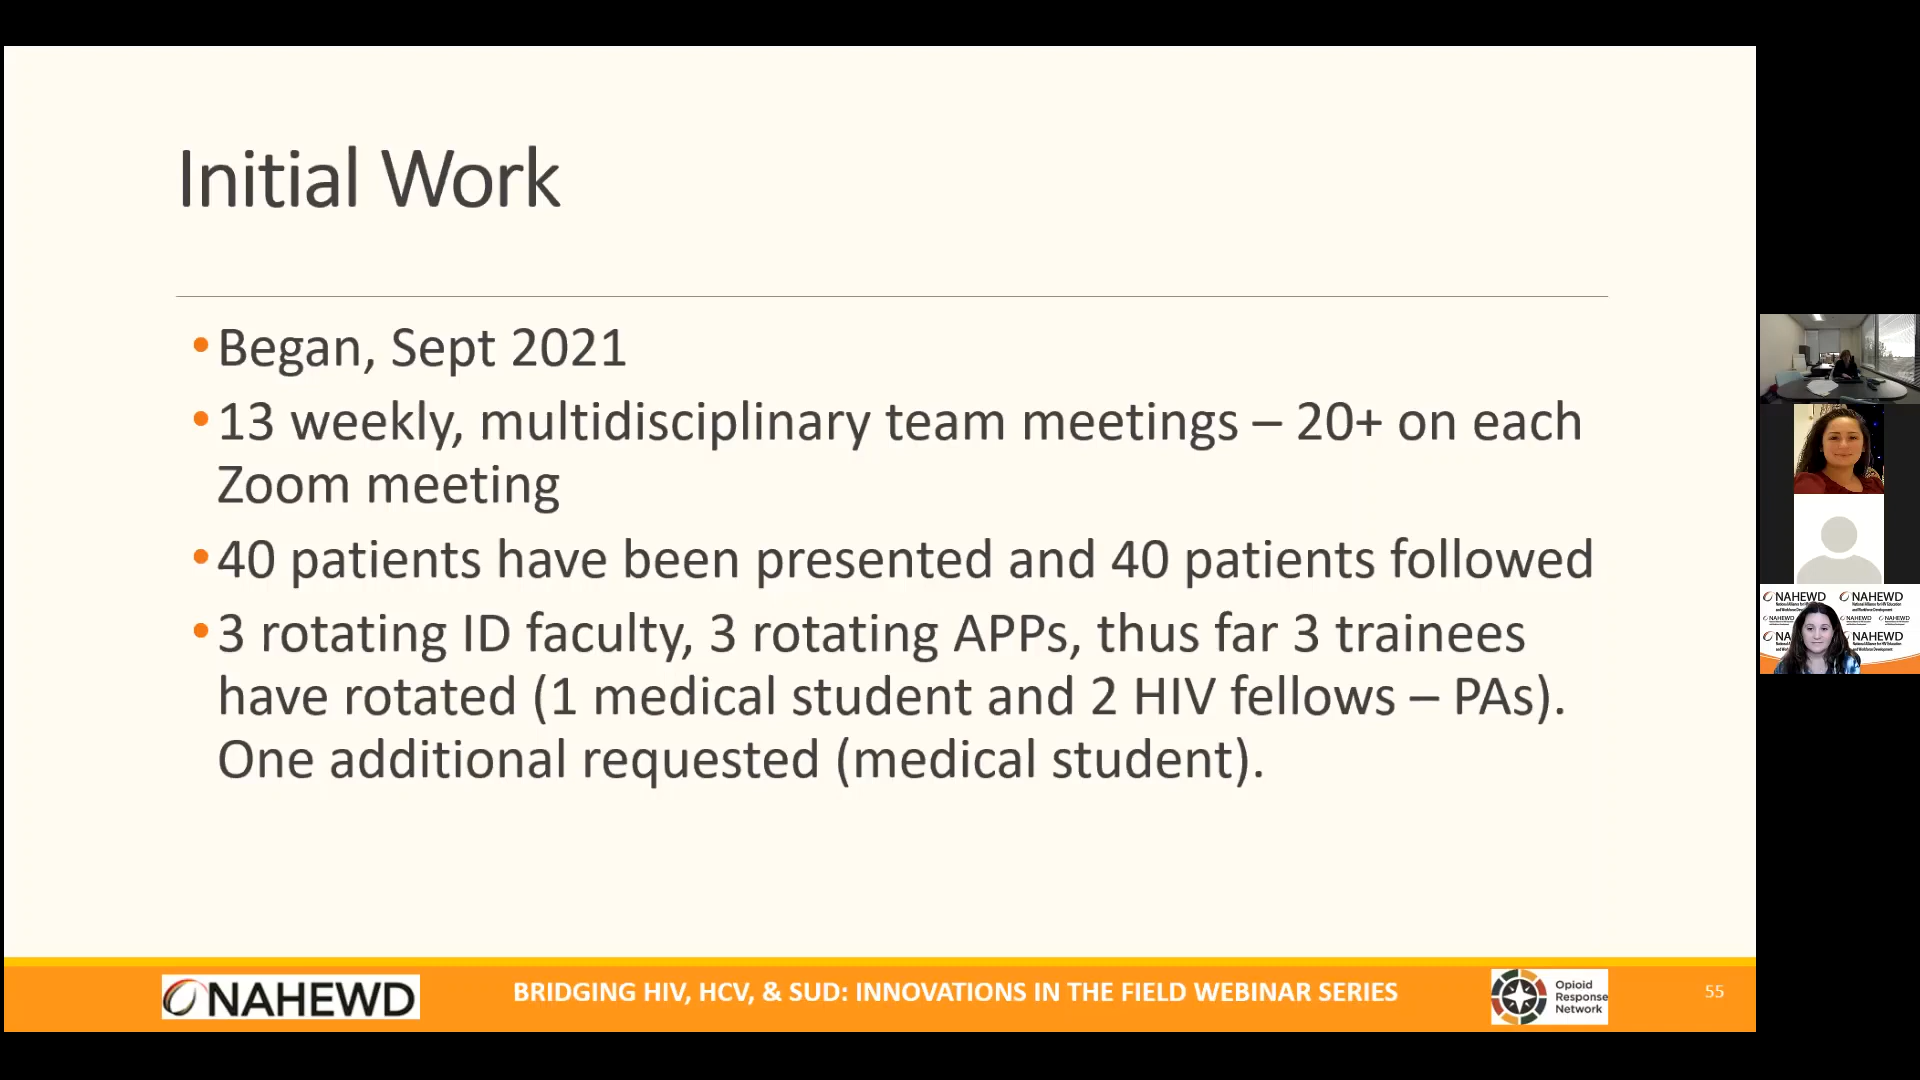 Initial Work
•Began, Sept 2021
•13 weekly, multidisciplinary team meetings – 20+ on each
Zoom meeting
•40 patients have been presented and 40 patients followed
•3 rotating ID faculty, 3 rotating APPs, thus far 3 trainees
have rotated (1 medical student and 2 HIV fellows – PAs).
One additional requested (medical student).
NAHEWD
BRIDGING HIV, HCV, & SUD: INNOVATIONS IN THE FIELD WEBINAR SERIES
Opioid
Response
Network
55
NAHEWD
NAHEWD
NAHEWD
NAHEWD
NAHEWD